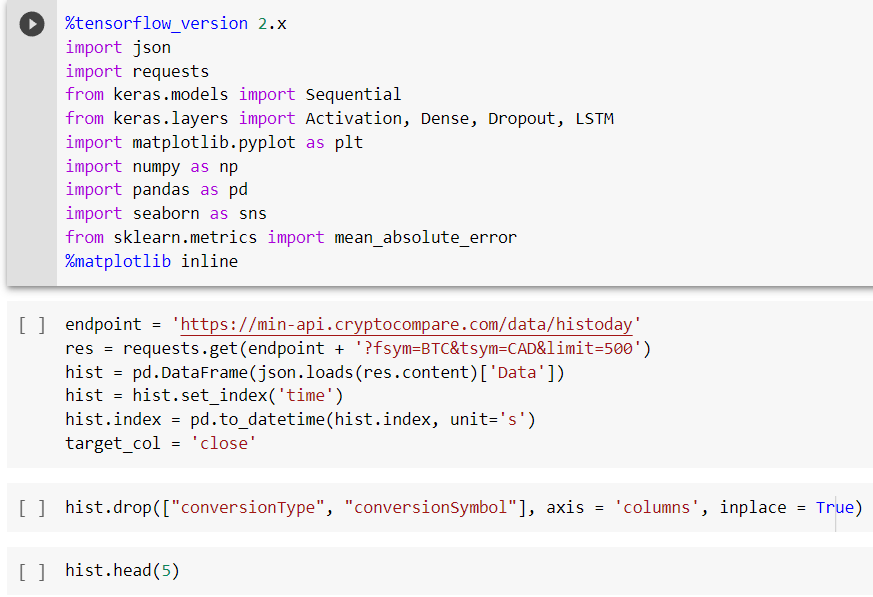 %tensorflow_version 2.x
import json
import requests
from keras.models import Sequential
from keras.layers import Activation, Dense, Dropout, LSTM
import matplotlib.pyplot as plt
import numpy as np
import pandas as pd
import seaborn as sns
from sklearn.metrics import mean_absolute_error
%matplotlib inline
[ ] endpoint = 'https://min-api.cryptocompare.com/data/histoday'
res = requests.get(endpoint + '?fsym=BTC&tsym=CAD&limit=500')
hist = pd.DataFrame(json.loads(res.content)['Data'])
hist = hist.set_index('time')
hist.index = pd.to_datetime(hist.index, unit='s')
target_col = 'close'
[ ] hist.drop(["conversionType", "conversionSymbol"], axis = 'columns', inplace = True)
[ ] hist.head(5)